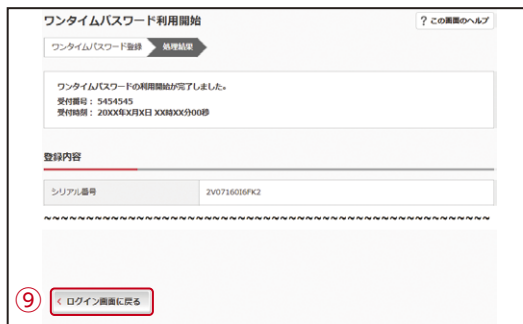 ワンタイムパスワード利用開始
? この画面のヘルプ
ワンタイムパスワード登録 処理結果
ワンタイムパスワードの利用開始が完了しました。
受付番号: 5454545
受付時刻: 20XX年X月X日 XX時XX分00秒
登録内容
シリアル番号 2V07160I6FK2
~~~~~~~~~~~~~~~~~~~~~~~~~~~~~~~~~~~~~~~~~~~~~~~~~~~~
⑨ < ログイン画面に戻る